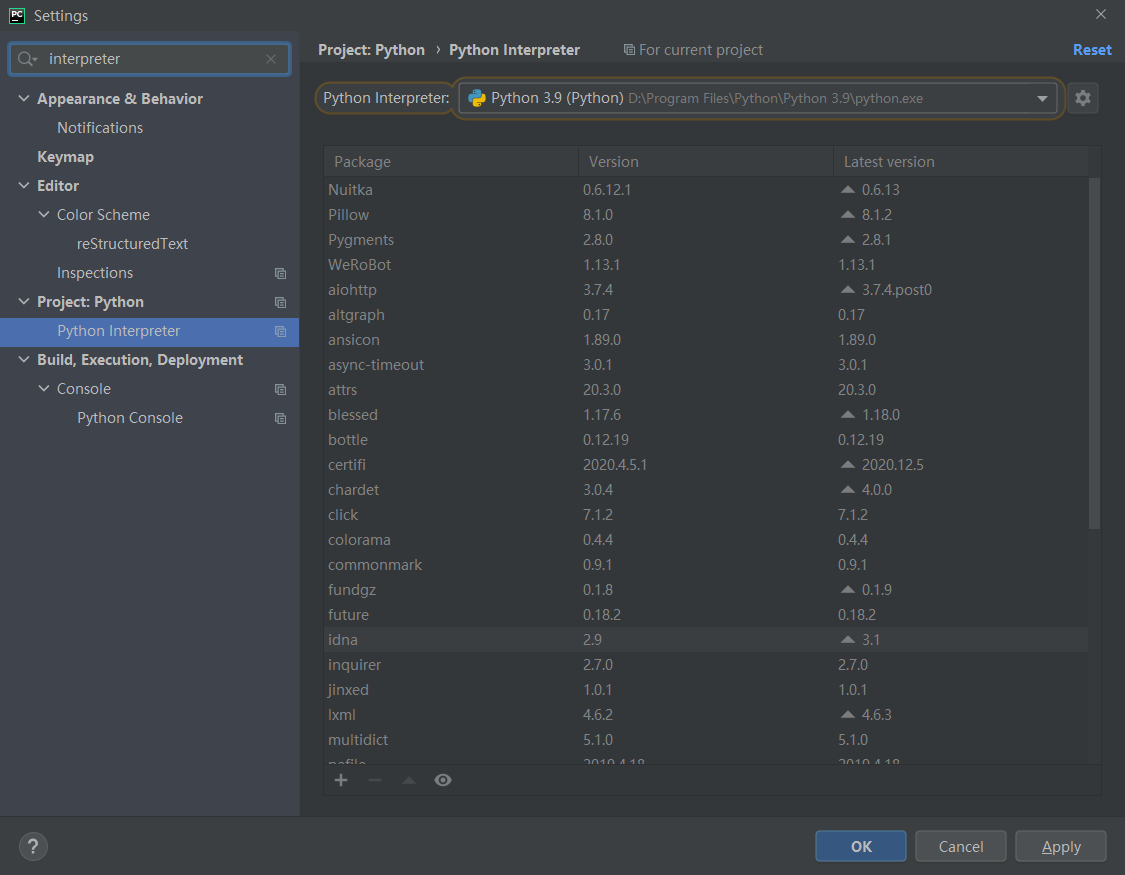 PC Settings
interpreter
Appearance & Behavior
Notifications
Keymap
Editor
Color Scheme
reStructuredText
Inspections
Project: Python
Python Interpreter
Build, Execution, Deployment
Console
Python Console
Project: Python › Python Interpreter For current project Reset
Python Interpreter: Python 3.9 (Python) D:\Program Files\Python\Python 3.9\python.exe
Package Version Latest version
Nuitka 0.6.12.1 0.6.13
Pillow 8.1.0 8.1.2
Pygments 2.8.0 2.8.1
WeRoBot 1.13.1 1.13.1
aiohttp 3.7.4 3.7.4.post0
altgraph 0.17 0.17
ansicon 1.89.0 1.89.0
async-timeout 3.0.1 3.0.1
attrs 20.3.0 20.3.0
blessed 1.17.6 1.18.0
bottle 0.12.19 0.12.19
certifi 2020.4.5.1 2020.12.5
chardet 3.0.4 4.0.0
click 7.1.2 7.1.2
colorama 0.4.4 0.4.4
commonmark 0.9.1 0.9.1
fundgz 0.1.8 0.1.9
future 0.18.2 0.18.2
idna 2.9 3.1
inquirer 2.7.0 2.7.0
jinxed 1.0.1 1.0.1
lxml 4.6.2 4.6.3
multidict 5.1.0 5.1.0
pefile 2019.4.18 2019.4.18
? OK Cancel Apply